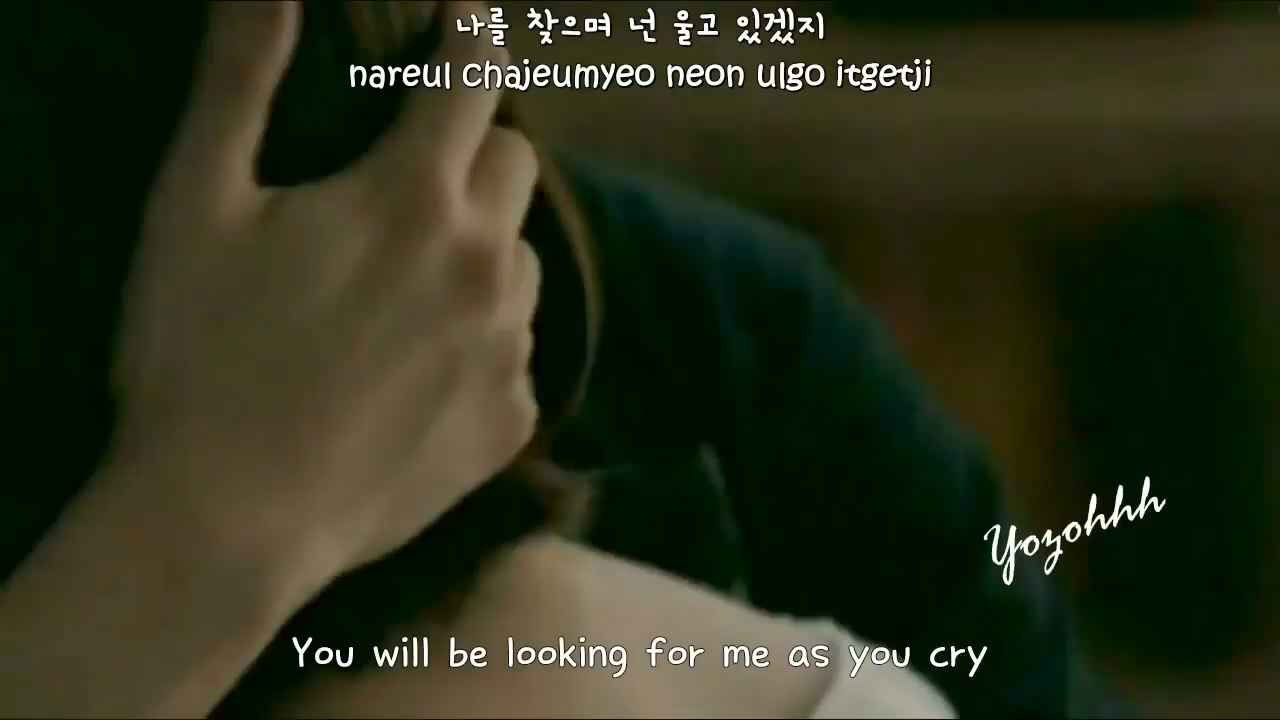 나를 찾으며 넌 울고 있겠지
nareul chajeumyeo neon ulgo itgetji
Yozohhh
You will be looking for me as you cry